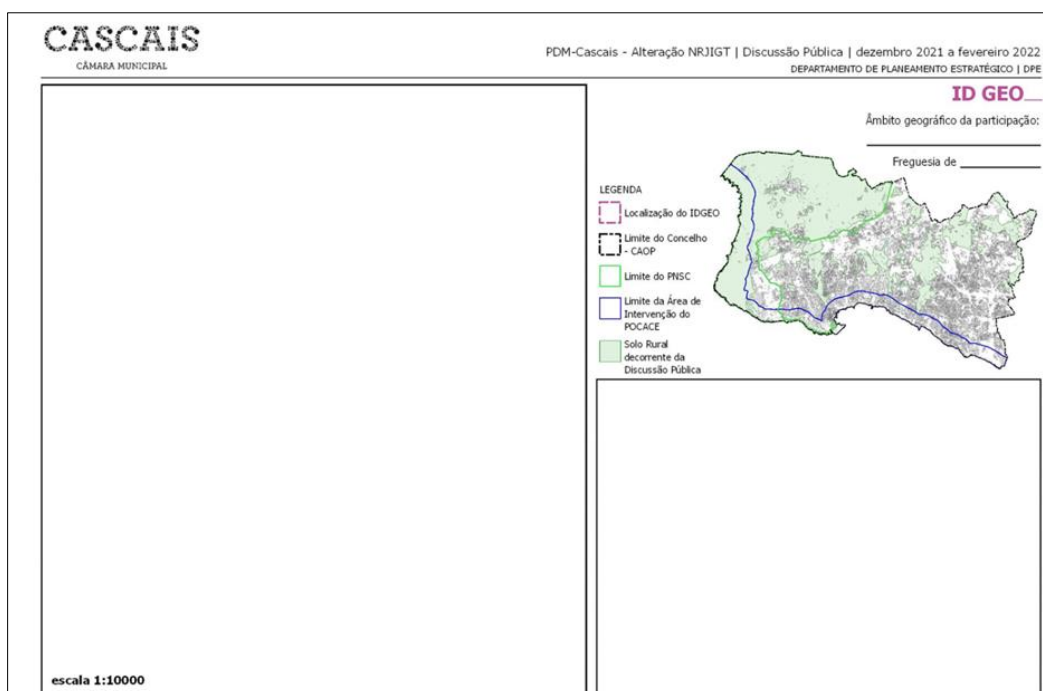 CASCAIS
CÂMARA MUNICIPAL
PDM-Cascais - Alteração NRJIGT | Discussão Pública | dezembro 2021 a fevereiro 2022
DEPARTAMENTO DE PLANEAMENTO ESTRATÉGICO | DPE
ID GEO__
Âmbito geográfico da participação:
Freguesia de
LEGENDA
Localização do IDGEO
Limite do Concelho
- CAOP
Limite do PNSC
Limite da Área de
Intervenção do
POCACE
Solo Rural
decorrente da
Discussão Pública
escala 1:10000